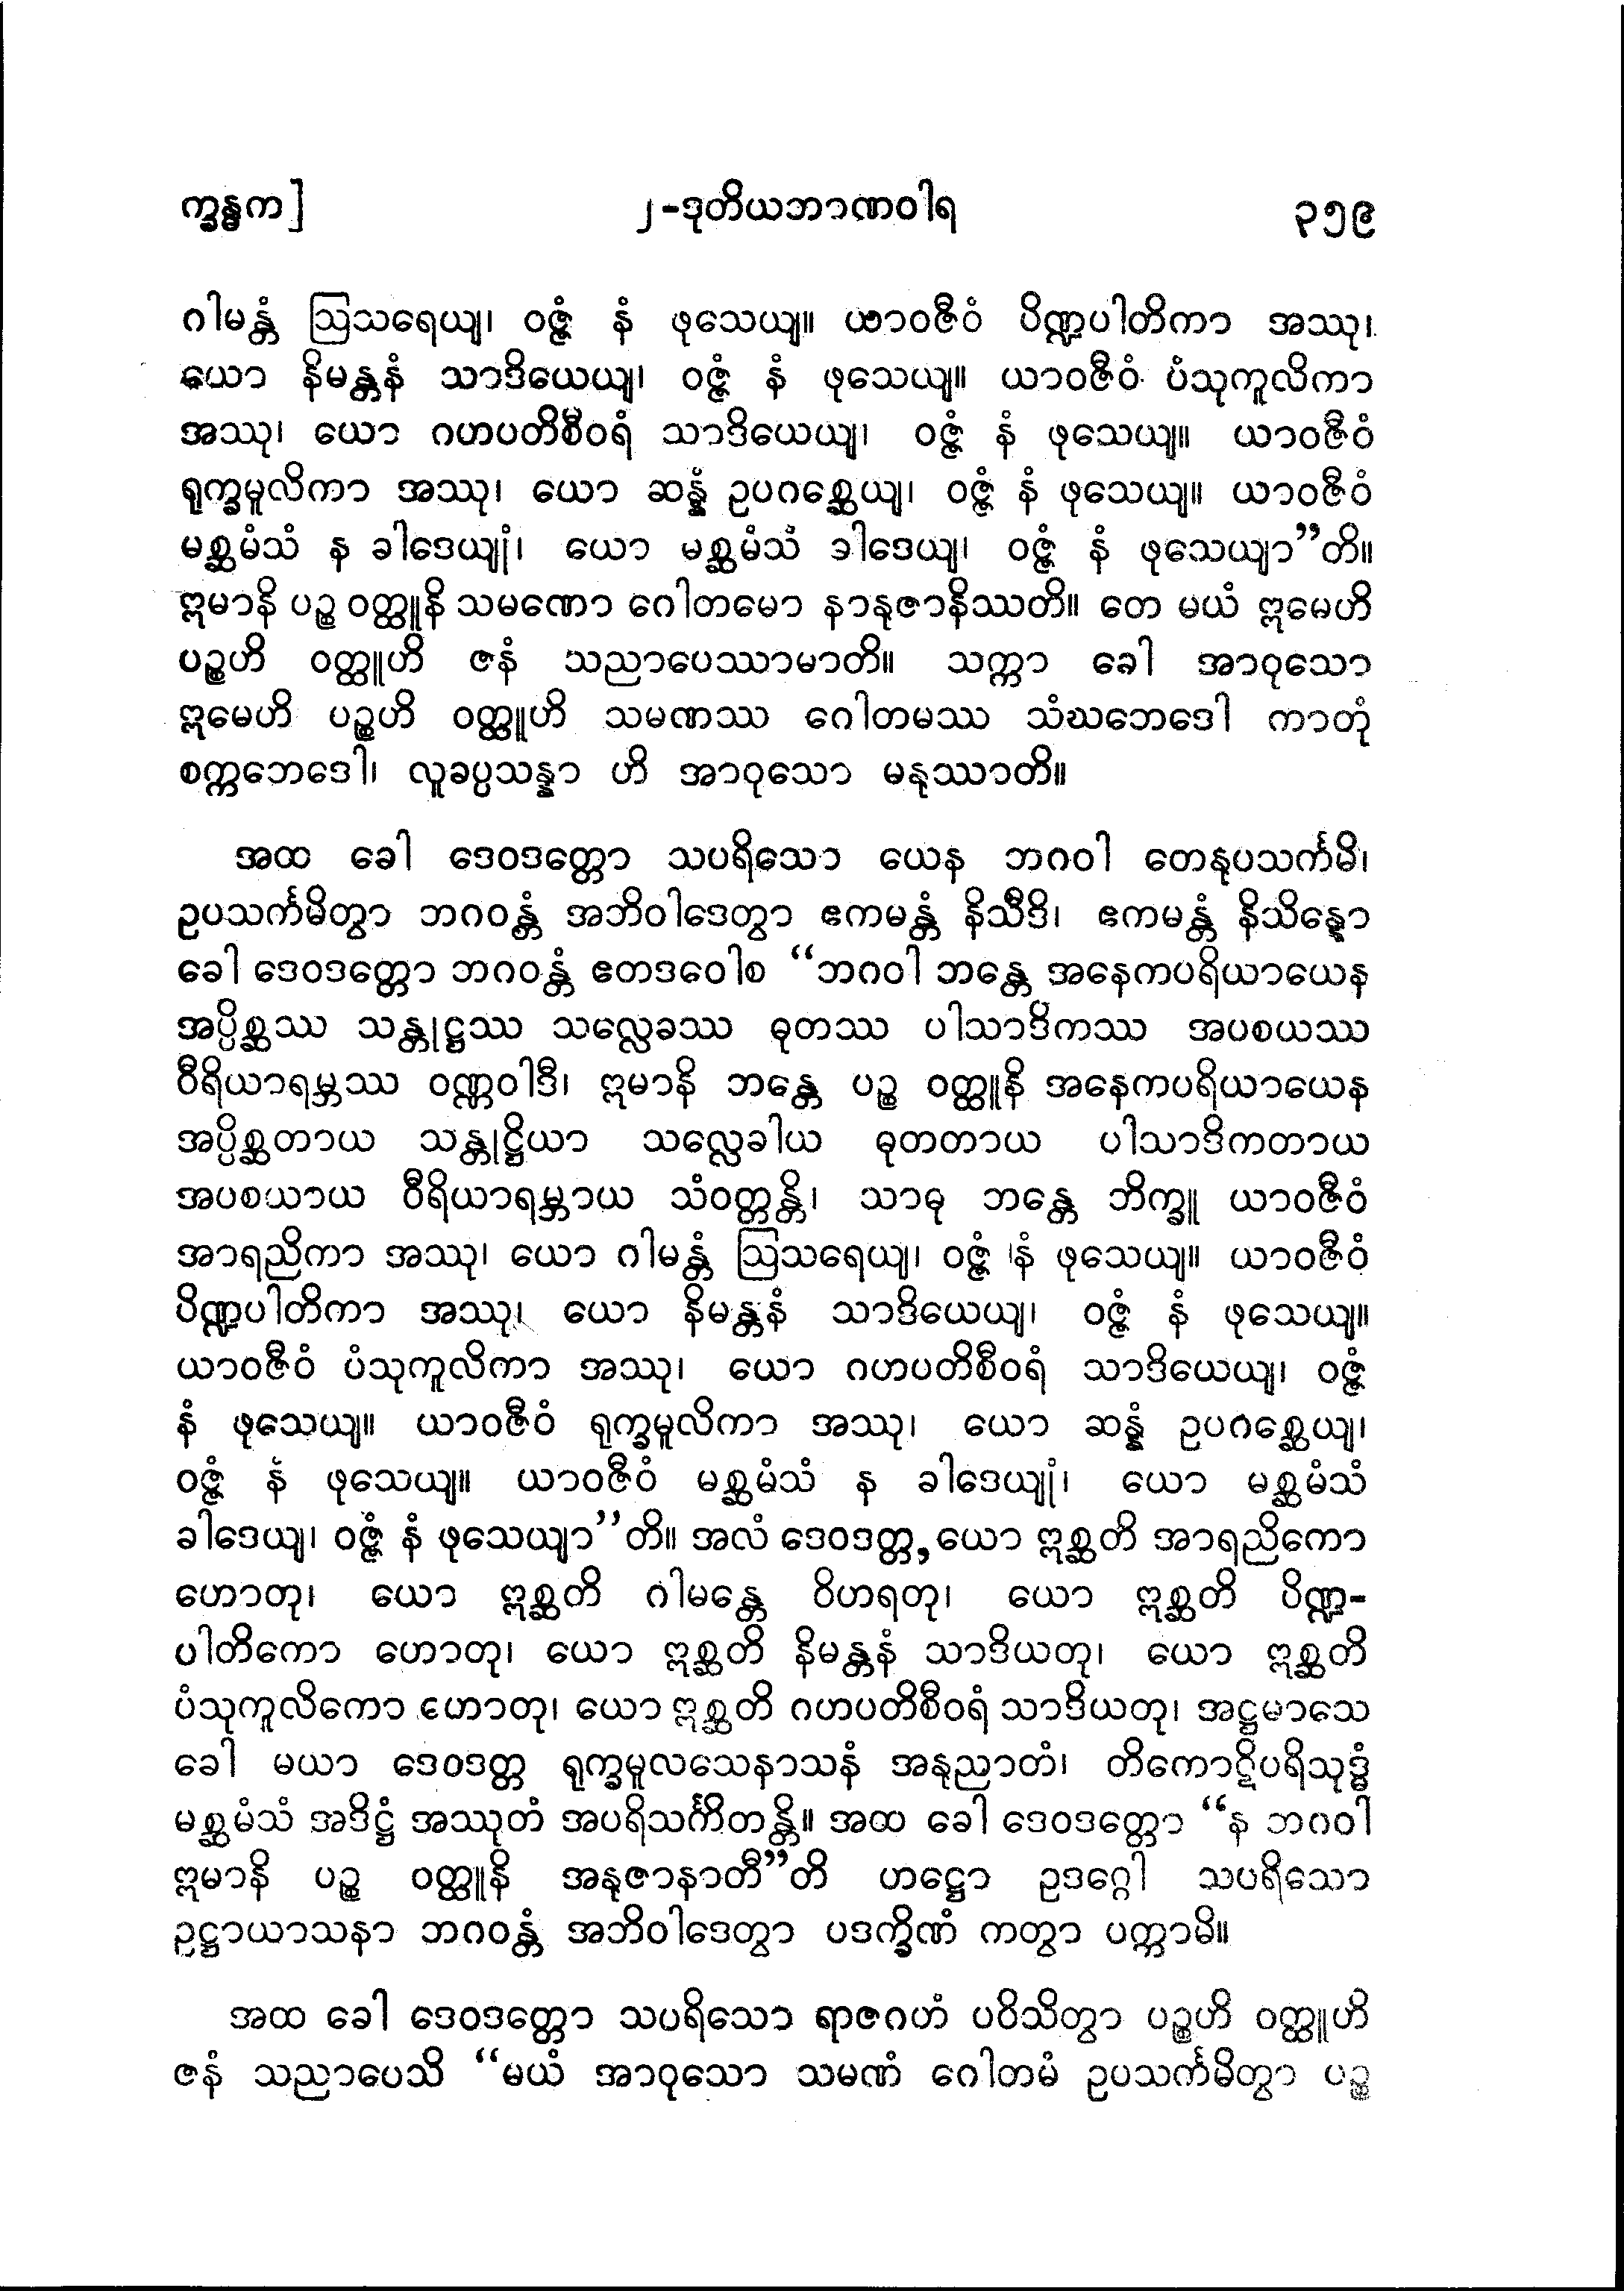 က္ခန္ဓက]
၂-ဒုတိယဘာဏဝါရ
၃၅၉
ဂါမန္တံ ဩသရေယျ၊ ဝဇ္ဇံ နံ ဖုသေယျ။ ယာဝဇီဝံ ပိဏ္ဍပါတိကာ အဿု၊
ယော နိမန္တနံ သာဒိယေယျ၊ ဝဇ္ဇံ နံ ဖုသေယျ။ ယာဝဇီဝံ ပံသုကူလိကာ
အဿု၊ ယော ဂဟပတိစီဝရံ သာဒိယေယျ၊ ဝဇ္ဇံ နံ ဖုသေယျ။ ယာဝဇီဝံ
ရုက္ခမူလိကာ အဿု၊ ယော ဆန္နံ ဥပဂစ္ဆေယျ၊ ဝဇ္ဇံ နံ ဖုသေယျ။ ယာဝဇီဝံ
မစ္ဆမံသံ န ခါဒေယျုံ၊ ယော မစ္ဆမံသံ ခါဒေယျ၊ ဝဇ္ဇံ နံ ဖုသေယျာ”တိ။
ဣမာနိ ပဉ္စ ဝတ္ထူနိ သမဏော ဂေါတမော နာနုဇာနိဿတိ။ တေ မယံ ဣမေဟိ
ပဉ္စဟိ ဝတ္ထူဟိ ဇနံ သညာပေဿာမာတိ။ သက္ကာ ခေါ အာဝုသော
ဣမေဟိ ပဉ္စဟိ ဝတ္ထူဟိ သမဏဿ ဂေါတမဿ သံဃဘေဒေါ ကာတုံ
စက္ကဘေဒေါ၊ လူခပ္ပသန္နာ ဟိ အာဝုသော မနုဿာတိ။
အထ ခေါ ဒေဝဒတ္တော သပရိသော ယေန ဘဂဝါ တေနုပသင်္ကမိ၊
ဥပသင်္ကမိတွာ ဘဂဝန္တံ အဘိဝါဒေတွာ ဧကမန္တံ နိသီဒိ၊ ဧကမန္တံ နိသိန္နော
ခေါ ဒေဝဒတ္တော ဘဂဝန္တံ ဧတဒဝေါစ “ဘဂဝါ ဘန္တေ အနေကပရိယာယေန
အပ္ပိစ္ဆဿ သန္တုဋ္ဌဿ သလ္လေခဿ ဓုတဿ ပါသာဒိကဿ အပစယဿ
ဝီရိယာရမ္ဘဿ ဝဏ္ဏဝါဒီ၊ ဣမာနိ ဘန္တေ ပဉ္စ ဝတ္ထူနိ အနေကပရိယာယေန
အပ္ပိစ္ဆတာယ သန္တုဋ္ဌိယာ သလ္လေခါယ ဓုတတာယ ပါသာဒိကတာယ
အပစယာယ ဝီရိယာရမ္ဘာယ သံဝတ္တန္တိ၊ သာဓု ဘန္တေ ဘိက္ခူ ယာဝဇီဝံ
အာရညိကာ အဿု၊ ယော ဂါမန္တံ ဩသရေယျ၊ ဝဇ္ဇံ နံ ဖုသေယျ။ ယာဝဇီဝံ
ပိဏ္ဍပါတိကာ အဿု၊ ယော နိမန္တနံ သာဒိယေယျ၊ ဝဇ္ဇံ နံ ဖုသေယျ။
ယာဝဇီဝံ ပံသုကူလိကာ အဿု၊ ယော ဂဟပတိစီဝရံ သာဒိယေယျ၊ ဝဇ္ဇံ
နံ ဖုသေယျ။ ယာဝဇီဝံ ရုက္ခမူလိကာ အဿု၊ ယော ဆန္နံ ဥပဂစ္ဆေယျ၊
ဝဇ္ဇံ နံ ဖုသေယျ။ ယာဝဇီဝံ မစ္ဆမံသံ န ခါဒေယျုံ၊ ယော မစ္ဆမံသံ
ခါဒေယျ၊ ဝဇ္ဇံ နံ ဖုသေယျာ”တိ။ အလံ ဒေဝဒတ္တ,ယော ဣစ္ဆတိ အာရညိကော
ဟောတု၊ ယော ဣစ္ဆတိ ဂါမန္တေ ဝိဟရတု၊ ယော ဣစ္ဆတိ ပိဏ္ဍ-
ပါတိကော ဟောတု၊ ယော ဣစ္ဆတိ နိမန္တနံ သာဒိယတု၊ ယော ဣစ္ဆတိ
ပံသုကူလိကော ဟောတု၊ ယော ဣစ္ဆတိ ဂဟပတိစီဝရံ သာဒိယတု၊ အဋ္ဌမာသေ
ခေါ မယာ ဒေဝဒတ္တ ရုက္ခမူလသေနာသနံ အနုညာတံ၊ တိကောဋိပရိသုဒ္ဓံ
မစ္ဆမံသံ အဒိဋ္ဌံ အဿုတံ အပရိသင်္ကိတန္တိ။ အထ ခေါ ဒေဝဒတ္တော “န ဘဂဝါ
ဣမာနိ ပဉ္စ ဝတ္ထူနိ အနုဇာနာတီ”တိ ဟဋ္ဌော ဥဒဂ္ဂေါ သပရိသော
ဥဋ္ဌာယာသနာ ဘဂဝန္တံ အဘိဝါဒေတွာ ပဒက္ခိဏံ ကတွာ ပက္ကာမိ။
အထ ခေါ ဒေဝဒတ္တော သပရိသော ရာဇဂဟံ ပဝိသိတွာ ပဉ္စဟိ ဝတ္ထူဟိ
ဇနံ သညာပေသိ “မယံ အာဝုသော သမဏံ ဂေါတမံ ဥပသင်္ကမိတွာ ပဉ္စ